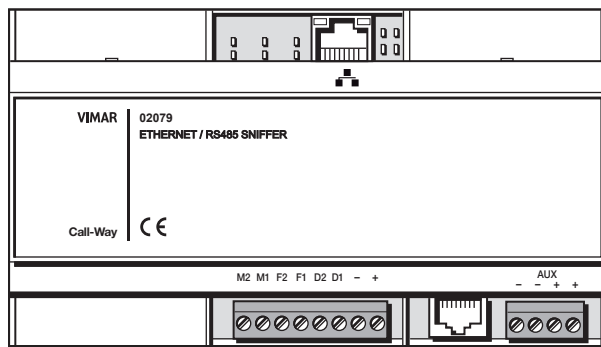 VIMAR 02079
ETHERNET / RS485 SNIFFER
Call-Way CE
M2 M1 F2 F1 D2 D1 - +
AUX
- - + +